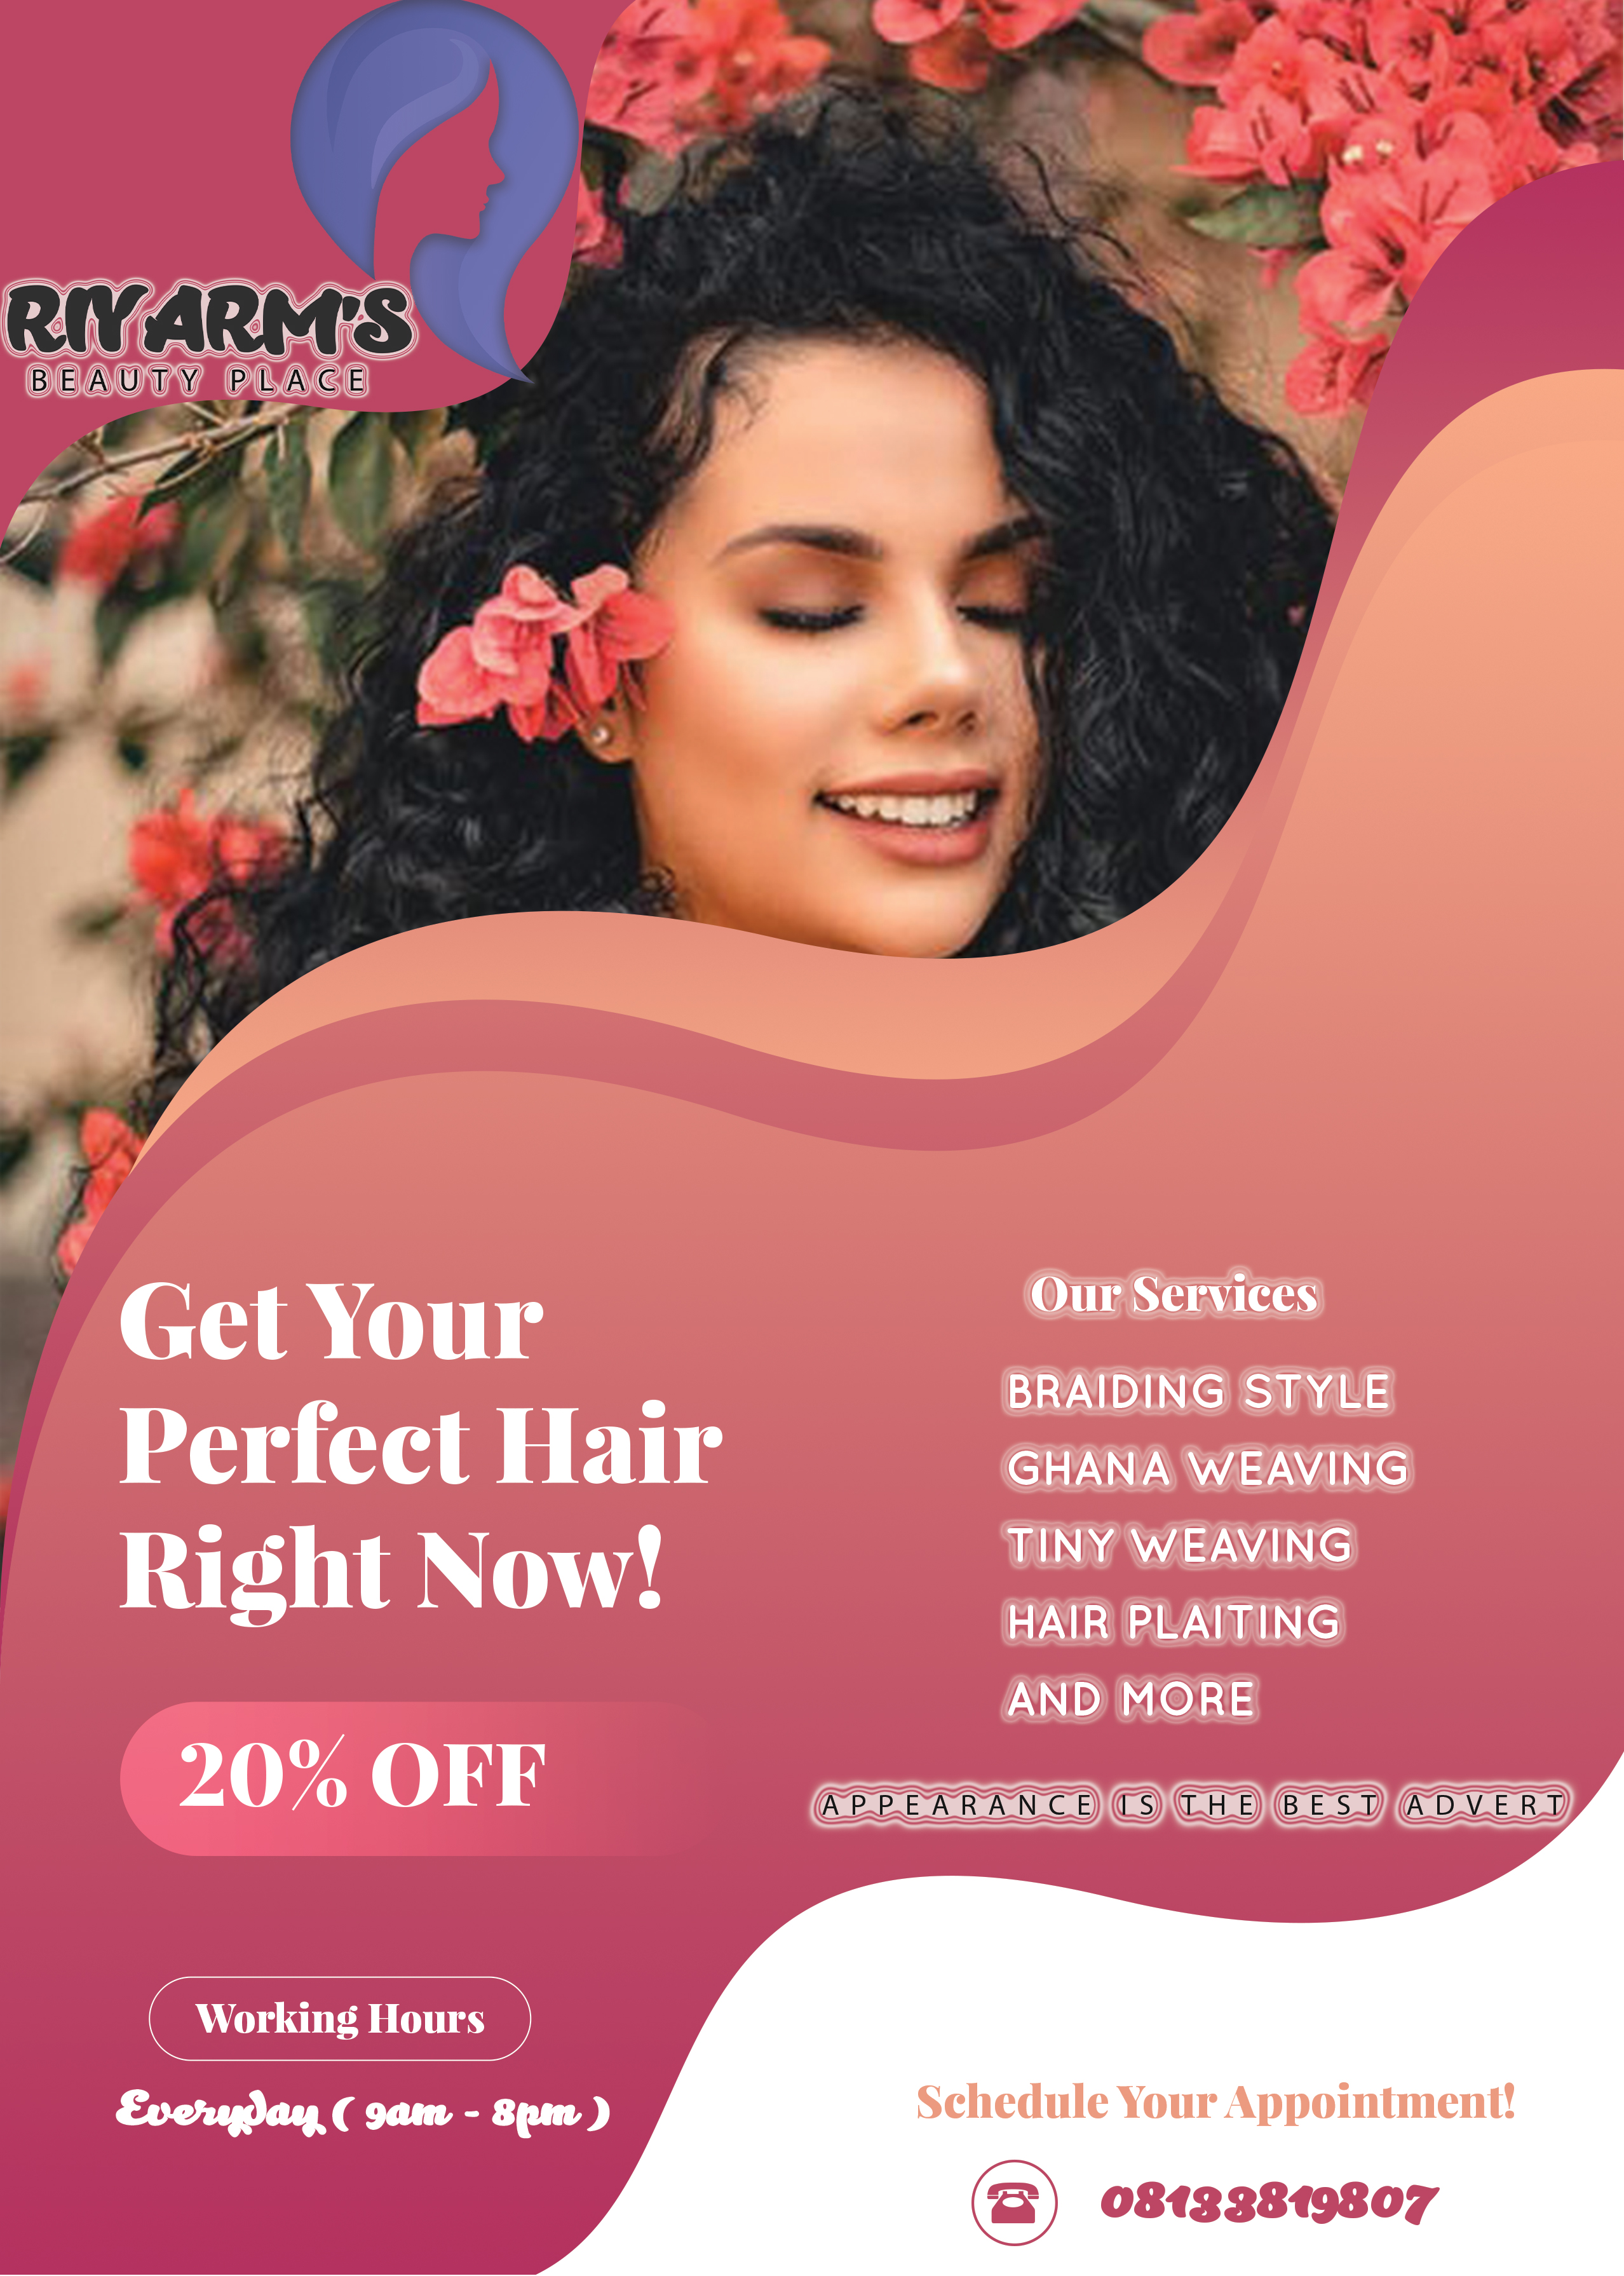 RIYARM'S
BEAUTY PLACE
Get Your
Perfect Hair
Right Now!
20% OFF
Working Hours
Everyday ( 9am - 8pm )
Our Services
BRAIDING STYLE
GHANA WEAVING
TINY WEAVING
HAIR PLAITING
AND MORE
APPEARANCE IS THE BEST ADVERT
Schedule Your Appointment!
08133819807